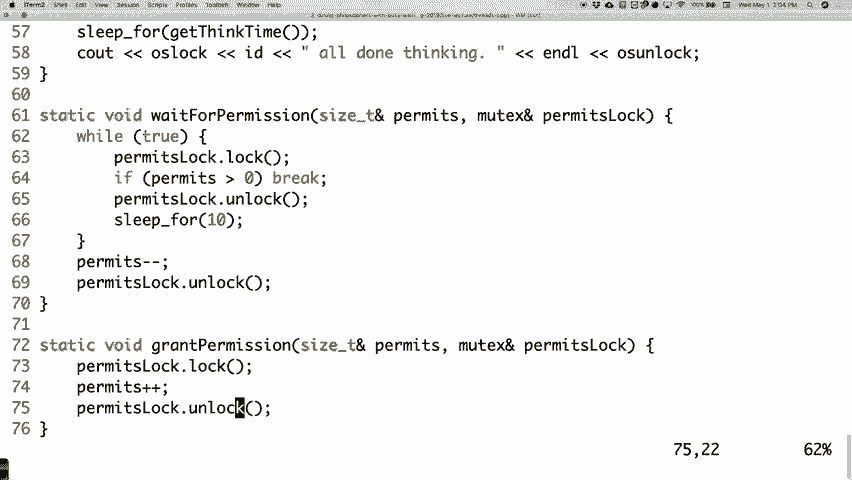 iTerm2 Shell Edit View Session Scripts Profiles Toolbelt Window Help
Wed May 1 2:04 PM
57 sleep_for(getThinkTime());
58 cout << oslock << id << " all done thinking. " << endl << osunlock;
59 }
60
61 static void waitForPermission(size_t& permits, mutex& permitsLock) {
62 while (true) {
63 permitsLock.lock();
64 if (permits > 0) break;
65 permitsLock.unlock();
66 sleep_for(10);
67 }
68 permits--;
69 permitsLock.unlock();
70 }
71
72 static void grantPermission(size_t& permits, mutex& permitsLock) {
73 permitsLock.lock();
74 permits++;
75 permitsLock.unlock();
76 }
75,22 62%